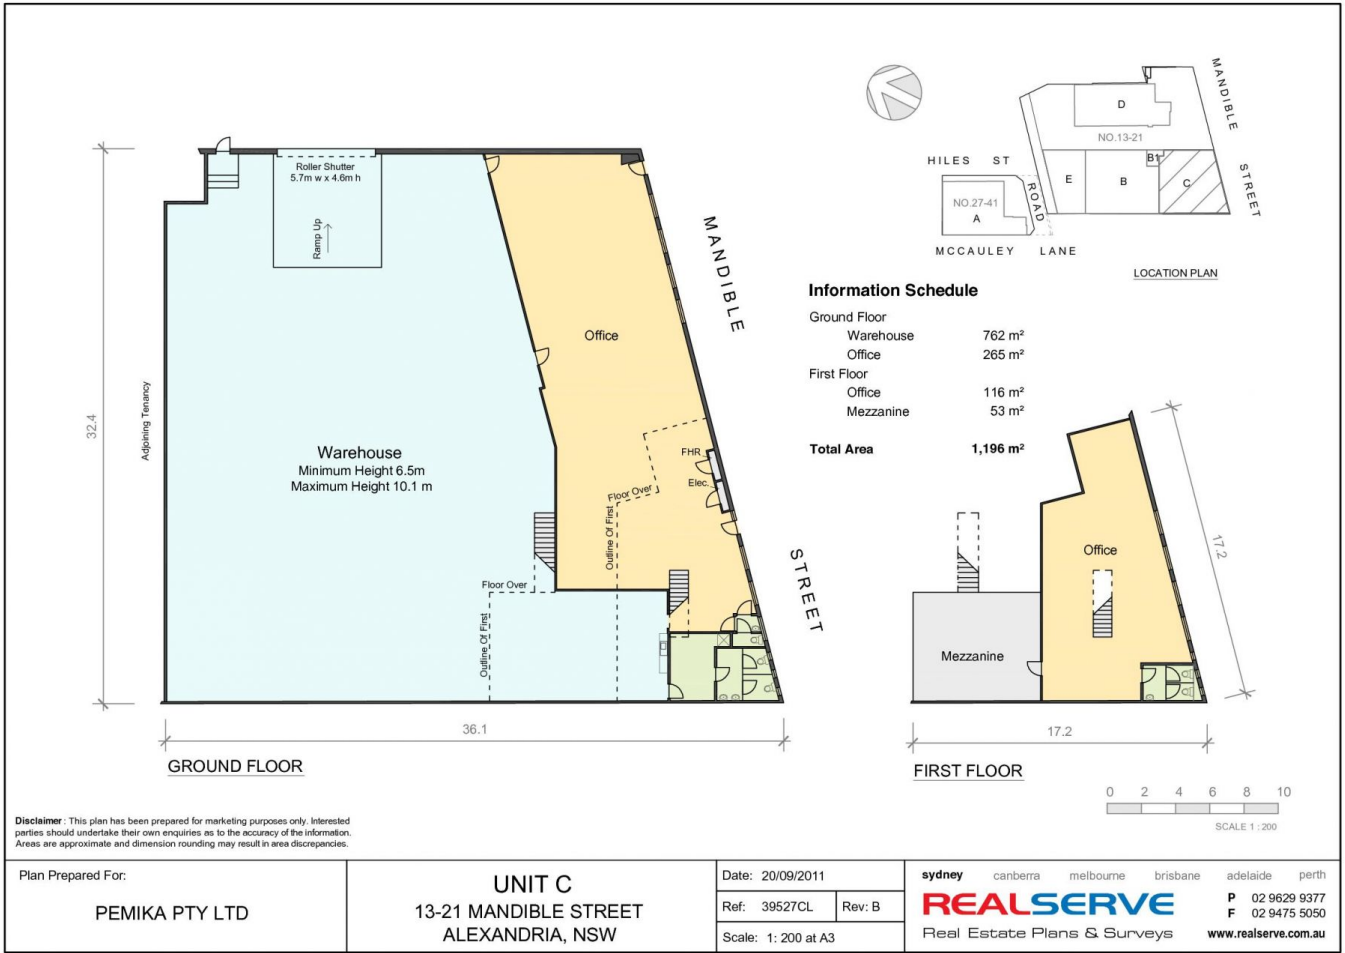 Roller Shutter
5.7m w x 4.6m h
Ramp Up
Adjoining Tenancy
32.4
Warehouse
Minimum Height 6.5m
Maximum Height 10.1 m
Office
MANDIBLE
STREET
FHR
Elec.
Floor Over
Outline Of First
Floor Over
Outline Of First
36.1
GROUND FLOOR
HILES ST
ROAD
NO.27-41
A
MCCAULEY LANE
D
NO.13-21
E
B
B1
C
MANDIBLE
STREET
LOCATION PLAN
Information Schedule
Ground Floor
Warehouse 762 m²
Office 265 m²
First Floor
Office 116 m²
Mezzanine 53 m²
Total Area 1,196 m²
Office
Mezzanine
17.2
17.2
FIRST FLOOR
0 2 4 6 8 10
SCALE 1 : 200
Disclaimer : This plan has been prepared for marketing purposes only. Interested
parties should undertake their own enquiries as to the accuracy of the information.
Areas are approximate and dimension rounding may result in area discrepancies.
Plan Prepared For:
PEMIKA PTY LTD
UNIT C
13-21 MANDIBLE STREET
ALEXANDRIA, NSW
Date: 20/09/2011
Ref: 39527CL Rev: B
Scale: 1: 200 at A3
sydney canberra melbourne brisbane adelaide perth
REALSERVE
Real Estate Plans & Surveys
P 02 9629 9377
F 02 9475 5050
www.realserve.com.au